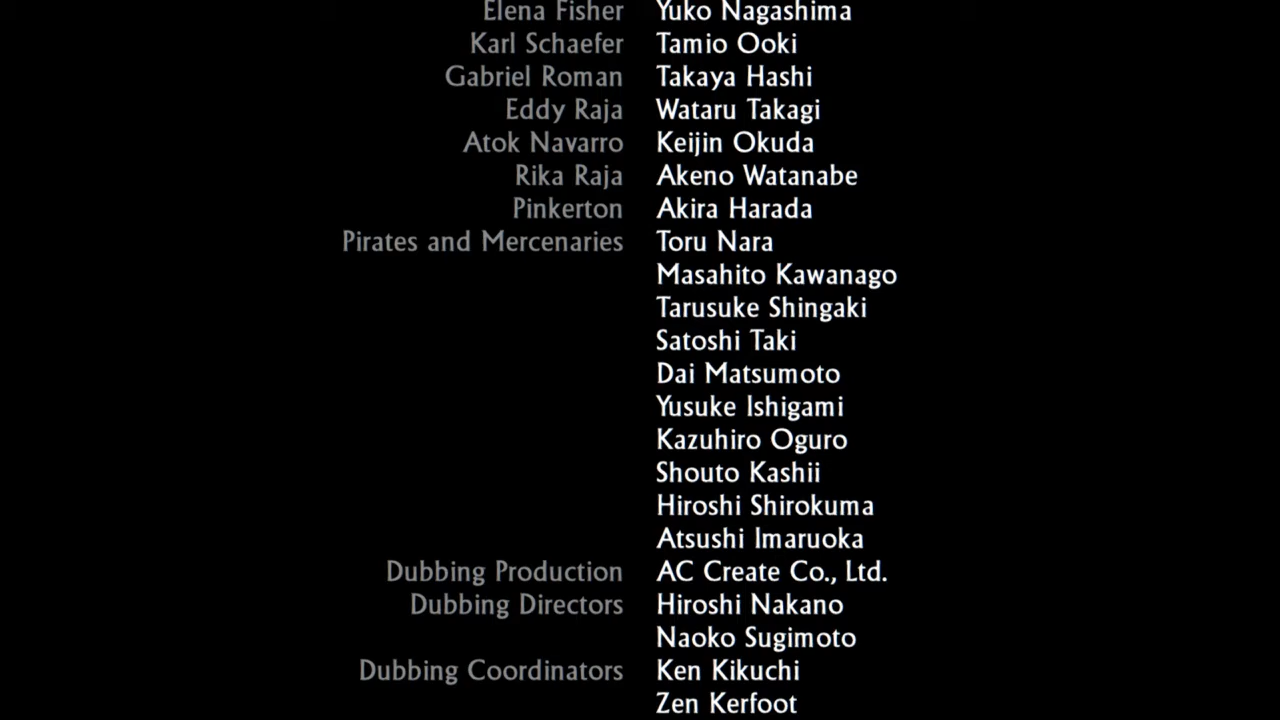 Elena Fisher Yuko Nagashima
Karl Schaefer Tamio Ooki
Gabriel Roman Takaya Hashi
Eddy Raja Wataru Takagi
Atok Navarro Keijin Okuda
Rika Raja Akeno Watanabe
Pinkerton Akira Harada
Pirates and Mercenaries Toru Nara
Masahito Kawanago
Tarusuke Shingaki
Satoshi Taki
Dai Matsumoto
Yusuke Ishigami
Kazuhiro Oguro
Shouto Kashii
Hiroshi Shirokuma
Atsushi Imaruoka
Dubbing Production AC Create Co., Ltd.
Dubbing Directors Hiroshi Nakano
Naoko Sugimoto
Dubbing Coordinators Ken Kikuchi
Zen Kerfoot